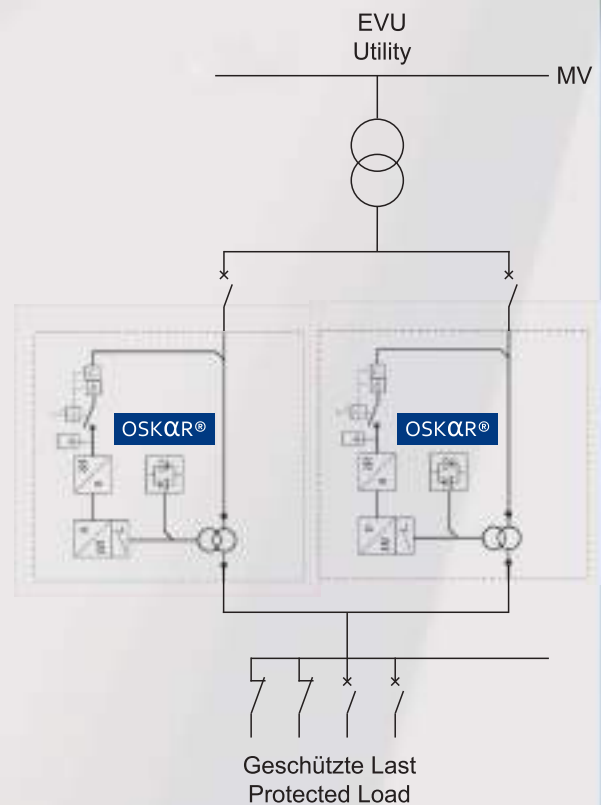 EVU
Utility
MV
OSKαR®
OSKαR®
Geschützte Last
Protected Load